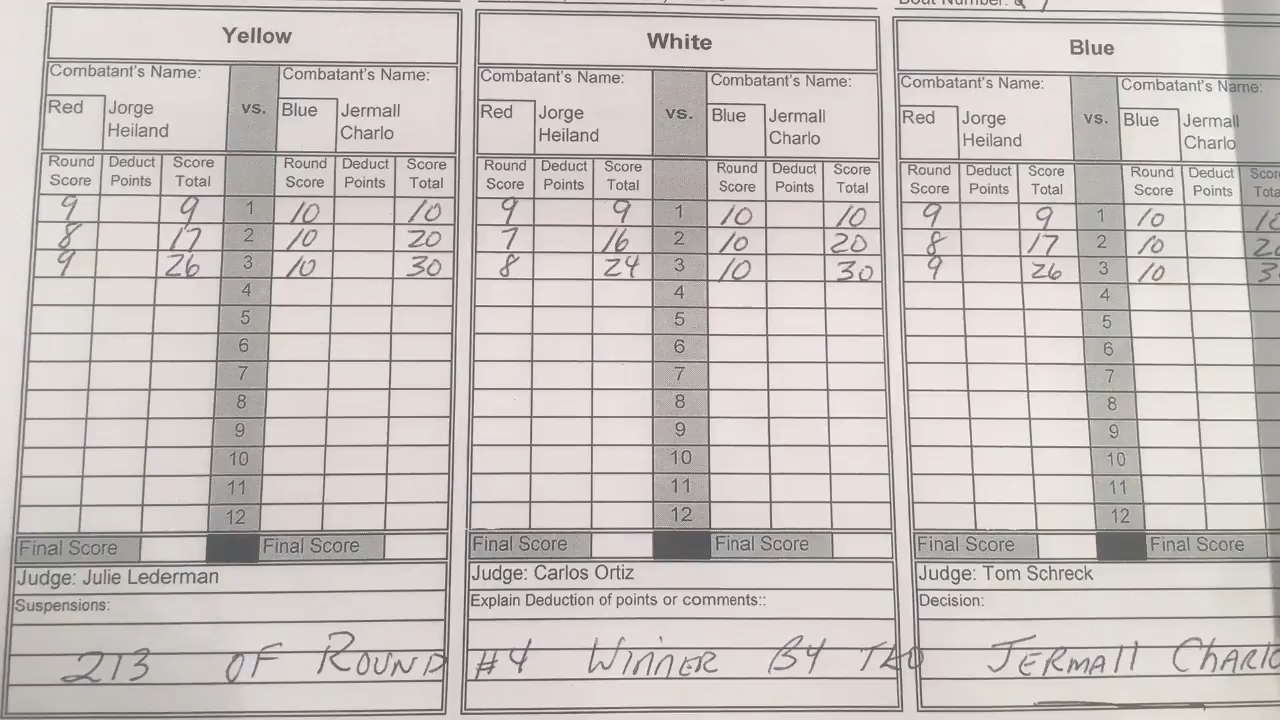 Bout Number:
Yellow
White
Blue
Combatant's Name:
Combatant's Name:
Combatant's Name:
Combatant's Name:
Combatant's Name:
Combatant's Name:
Red
Jorge
Heiland
vs.
Blue
Jermall
Charlo
Red
Jorge
Heiland
vs.
Blue
Jermall
Charlo
Red
Jorge
Heiland
vs.
Blue
Jermall
Charlo
Round Score Deduct Points Score Total Round Score Deduct Points Score Total
Round Score Deduct Points Score Total Round Score Deduct Points Score Total
Round Score Deduct Points Score Total Round Score Deduct Points
9 9 1 10 10 9 9 1 10 10 9 9 1 10
8 17 2 10 20 7 16 2 10 20 8 17 2 10
9 26 3 10 30 8 24 3 10 30 9 26 3 10
4 4 4
5 5 5
6 6 6
7 7 7
8 8 8
9 9 9
10 10 10
11 11 11
12 12 12
Final Score Final Score Final Score Final Score Final Score Final Score
Judge: Julie Lederman
Judge: Carlos Ortiz
Judge: Tom Schreck
Suspensions:
Explain Deduction of points or comments::
Decision:
213 OF ROUND #4 WINNER BY TKO JERMALL CHARLO